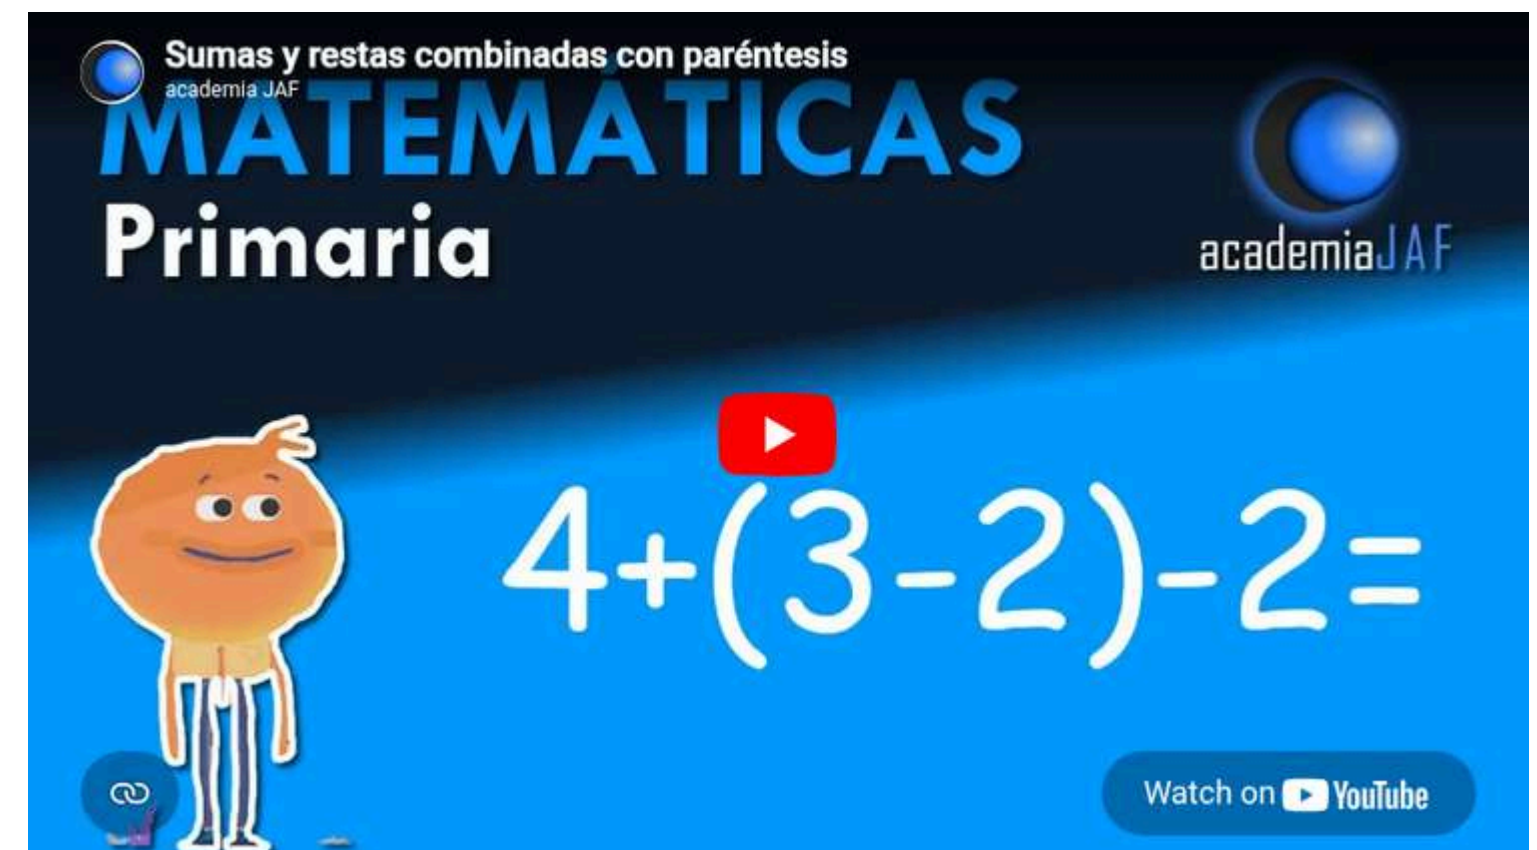 Sumas y restas combinadas con paréntesis
academia JAF
MATEMÁTICAS
Primaria
academiaJAF
4+(3-2)-2=
Watch on YouTube